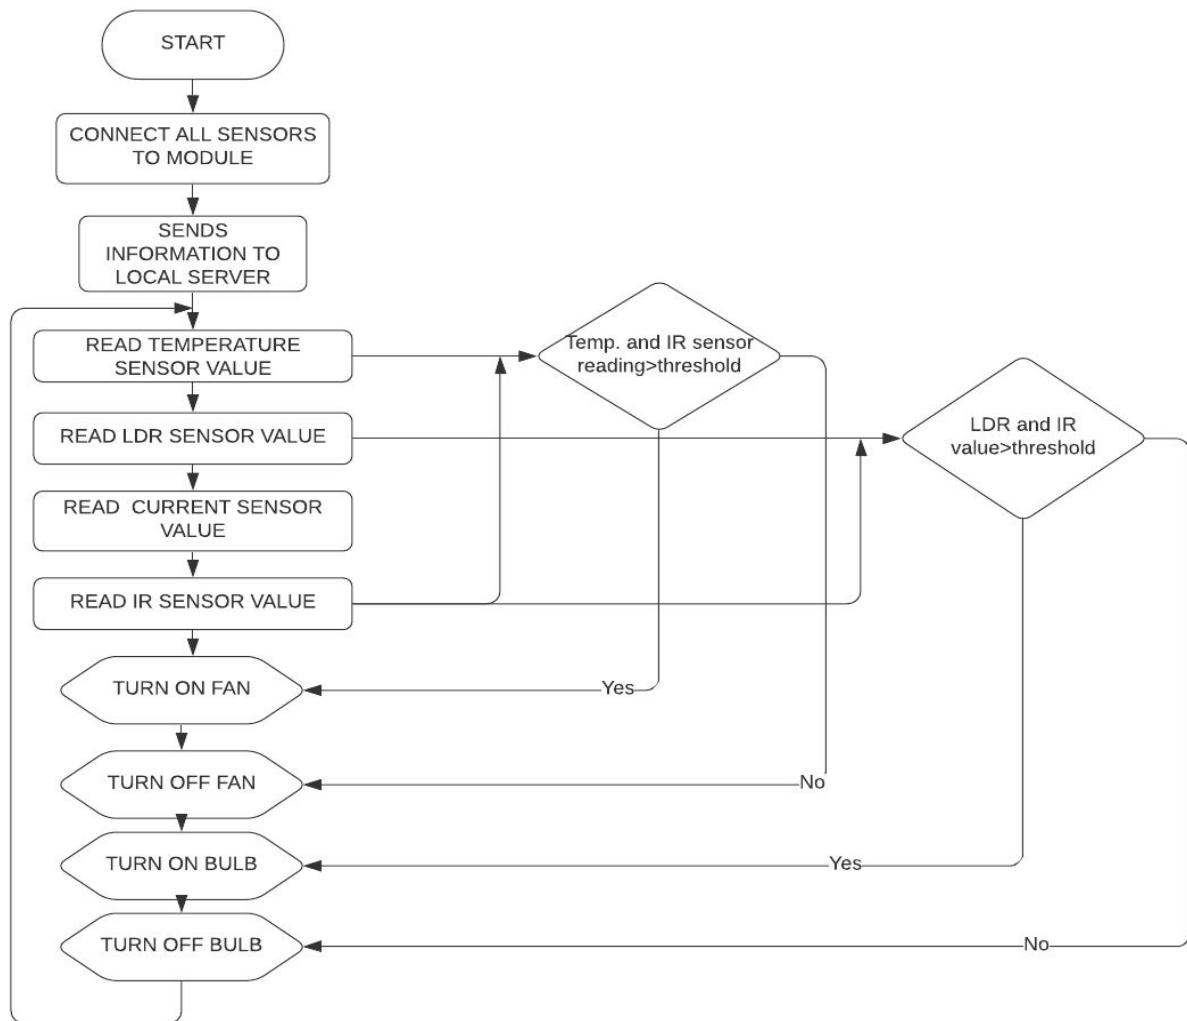 START
CONNECT ALL SENSORS
TO MODULE
SENDS
INFORMATION TO
LOCAL SERVER
READ TEMPERATURE
SENSOR VALUE
Temp. and IR sensor
reading>threshold
READ LDR SENSOR VALUE
LDR and IR
value>threshold
READ CURRENT SENSOR
VALUE
READ IR SENSOR VALUE
TURN ON FAN
Yes
TURN OFF FAN
No
TURN ON BULB
Yes
TURN OFF BULB
No